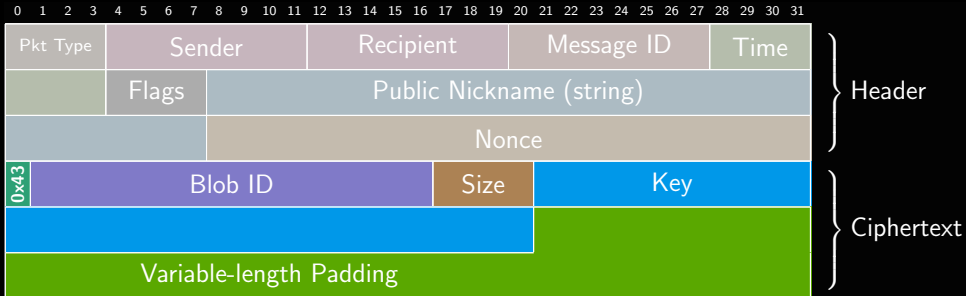 0 1 2 3 4 5 6 7 8 9 10 11 12 13 14 15 16 17 18 19 20 21 22 23 24 25 26 27 28 29 30 31
Pkt Type Sender Recipient Message ID Time
Flags Public Nickname (string) Header
Nonce
0x43 Blob ID Size Key
Ciphertext
Variable-length Padding